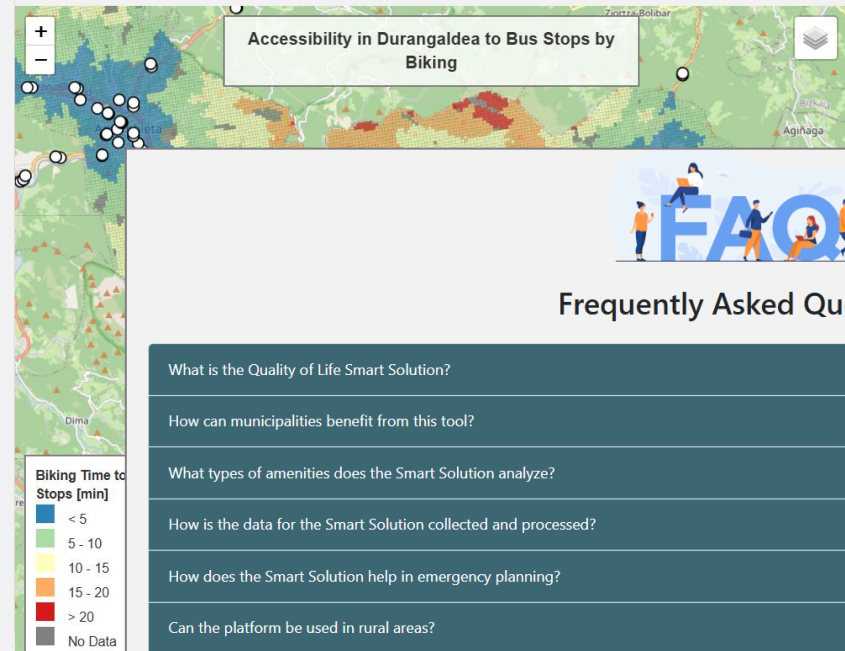 +
−
Ziortza-Bolibar
Accessibility in Durangaldea to Bus Stops by
Biking
Bizkaia
Aginaga
FAQ
Frequently Asked Qu
What is the Quality of Life Smart Solution?
How can municipalities benefit from this tool?
What types of amenities does the Smart Solution analyze?
How is the data for the Smart Solution collected and processed?
How does the Smart Solution help in emergency planning?
Can the platform be used in rural areas?
Dima
Biking Time to
Stops [min]
< 5
5 - 10
10 - 15
15 - 20
> 20
No Data